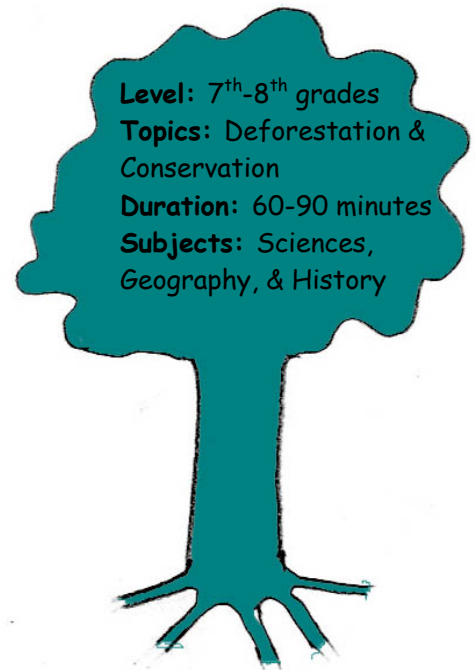 Level: 7th-8th grades
Topics: Deforestation &
Conservation
Duration: 60-90 minutes
Subjects: Sciences,
Geography, & History